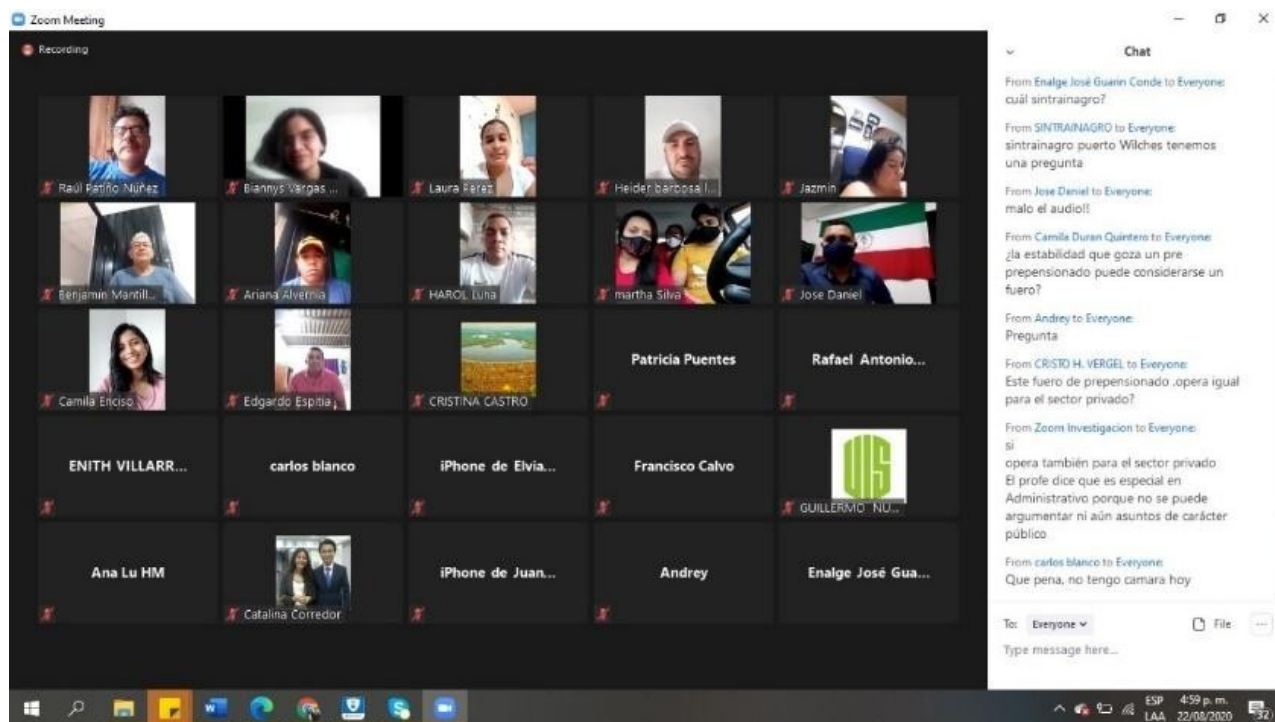 Zoom Meeting
Recording
Raúl Patiño Núñez
Biannys Vargas ...
Laura Perez
Heider barbosa l...
Jazmin
Benjamin Mantill...
Ariana Alvernia
HAROL Luna
martha Silva
Jose Daniel
Camila Enciso
Edgardo Espitia
CRISTINA CASTRO
Patricia Puentes
Rafael Antonio...
ENITH VILLARR...
carlos blanco
iPhone de Elvia...
Francisco Calvo
UIS
GUILLERMO NU...
Ana Lu HM
Catalina Corredor
iPhone de Juan...
Andrey
Enalge José Gua...
Chat
From Enalge José Guarin Conde to Everyone:
cuál sintrainagro?
From SINTRAINAGRO to Everyone:
sintrainagro puerto Wilches tenemos
una pregunta
From Jose Daniel to Everyone:
malo el audio!!
From Camila Duran Quintero to Everyone:
¿la estabilidad que goza un pre
prepensionado puede considerarse un
fuero?
From Andrey to Everyone:
Pregunta
From CRISTO H. VERGEL to Everyone:
Este fuero de prepensionado ,opera igual
para el sector privado?
From Zoom Investigacion to Everyone:
si
opera también para el sector privado
El profe dice que es especial en
Administrativo porque no se puede
argumentar ni aún asuntos de carácter
público
From carlos blanco to Everyone:
Que pena, no tengo camara hoy
To: Everyone
File
Type message here...
ESP
LAA
4:59 p. m.
22/08/2020
32